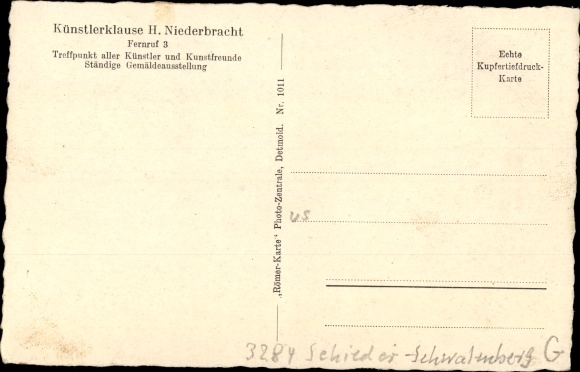 Künstlerklause H. Niederbracht
Fernruf 3
Treffpunkt aller Künstler und Kunstfreunde
Ständige Gemäldeausstellung
„Römer-Karte“ Photo-Zentrale, Detmold. Nr. 1011
Echte
Kupfertiefdruck-
Karte
us
3284 Schieder-Schwalenberg G